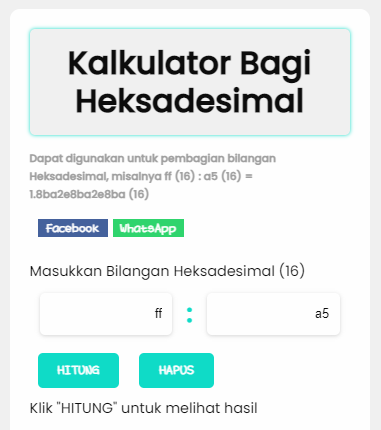 Kalkulator Bagi
Heksadesimal
Dapat digunakan untuk pembagian bilangan
Heksadesimal, misalnya ff (16) : a5 (16) =
1.8ba2e8ba2e8ba (16)
Facebook WhatsApp
Masukkan Bilangan Heksadesimal (16)
ff : a5
HITUNG HAPUS
Klik "HITUNG" untuk melihat hasil